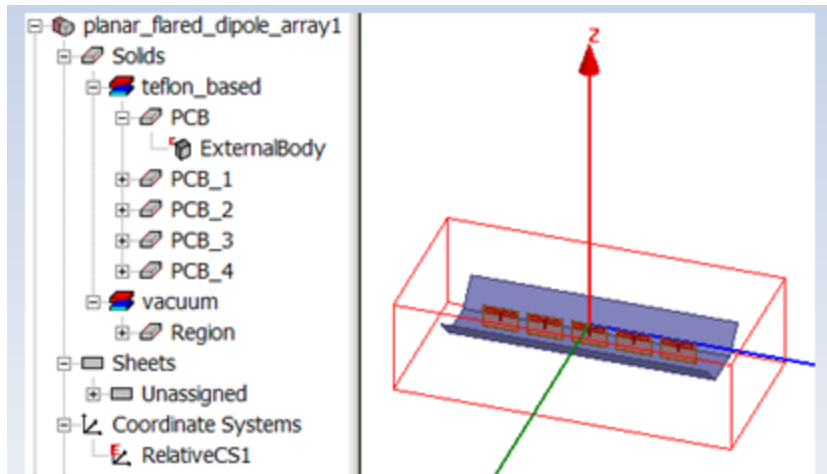 planar_flared_dipole_array1
Solids
teflon_based
PCB
ExternalBody
PCB_1
PCB_2
PCB_3
PCB_4
vacuum
Region
Sheets
Unassigned
Coordinate Systems
RelativeCS1
Z